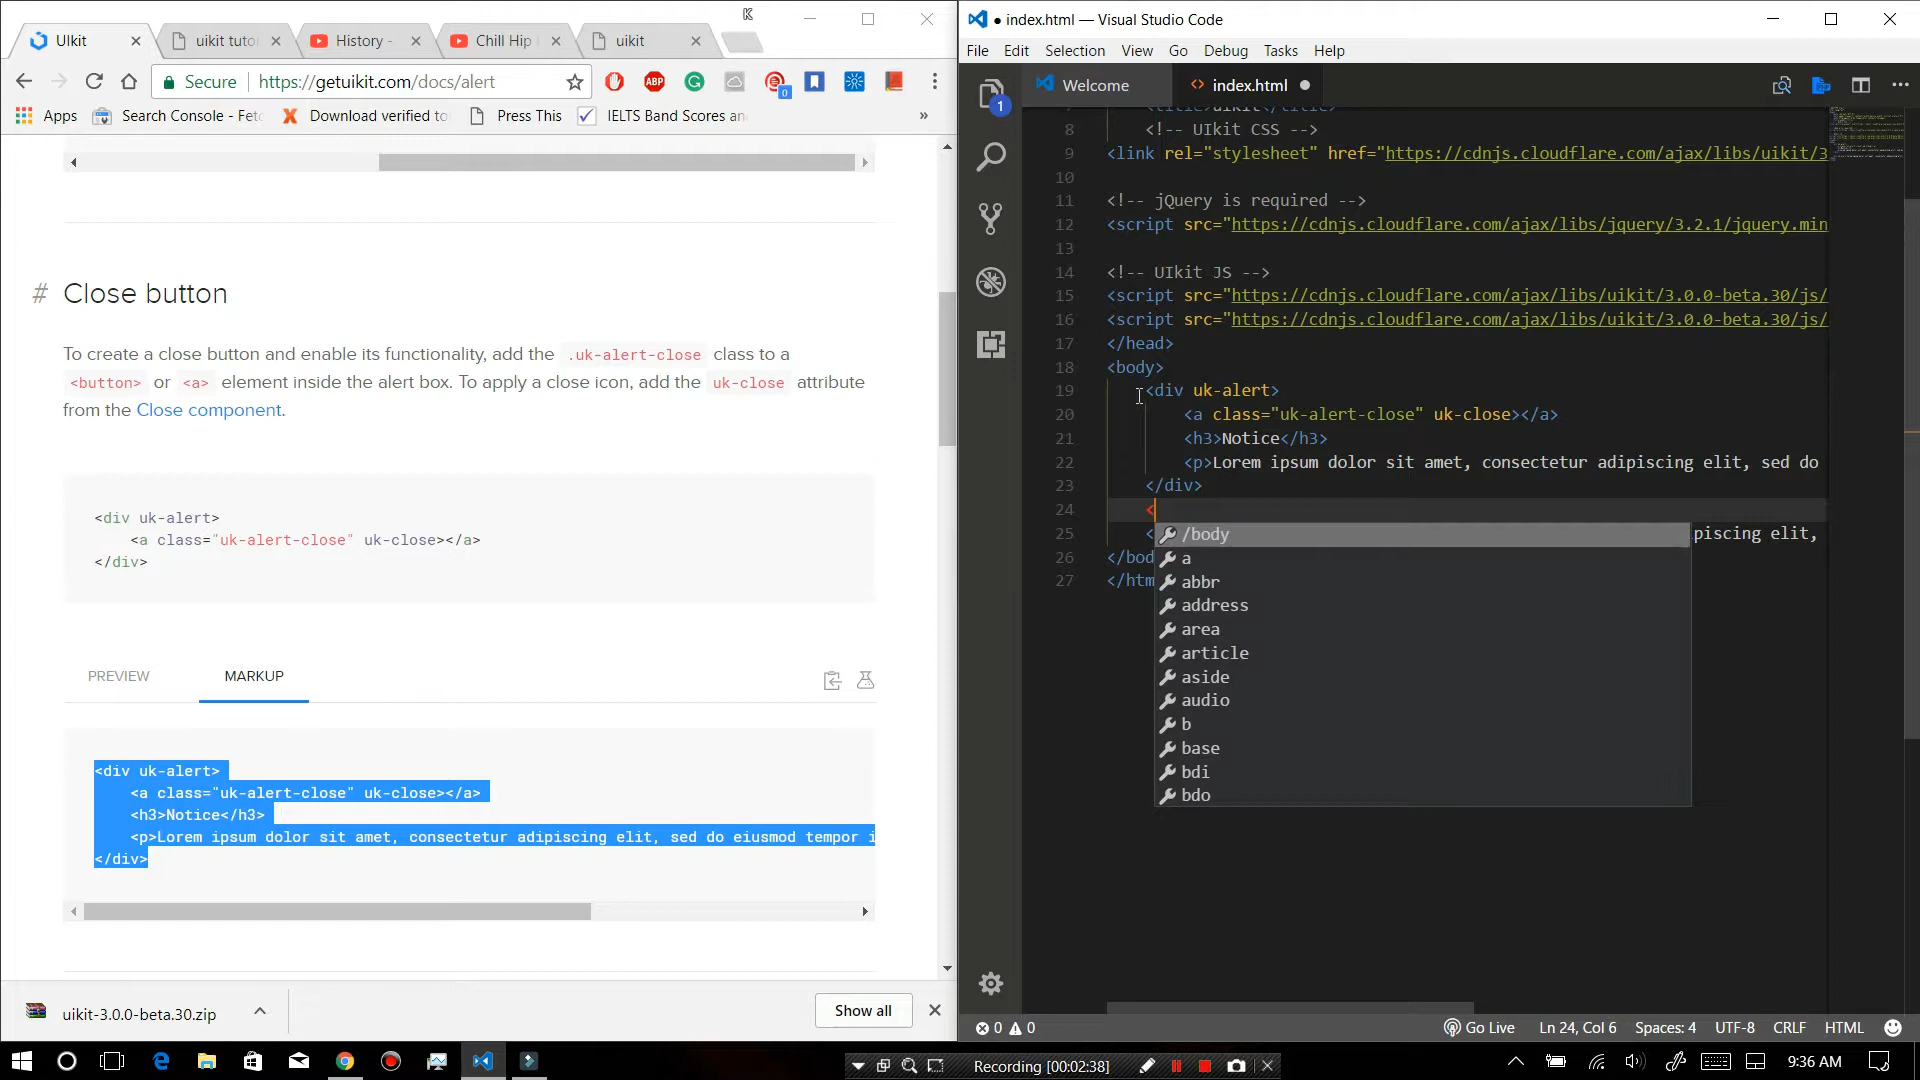 UIkit
uikit tuto
History -
Chill Hip
uikit
Secure
https://getuikit.com/docs/alert
ABP
0
Apps
Search Console - Fet
Download verified to
Press This
IELTS Band Scores an
»
# Close button
To create a close button and enable its functionality, add the .uk-alert-close class to a
<button> or <a> element inside the alert box. To apply a close icon, add the uk-close attribute
from the Close component.
<div uk-alert>
<a class="uk-alert-close" uk-close></a>
</div>
PREVIEW
MARKUP
<div uk-alert>
<a class="uk-alert-close" uk-close></a>
<h3>Notice</h3>
<p>Lorem ipsum dolor sit amet, consectetur adipiscing elit, sed do eiusmod tempor i
</div>
uikit-3.0.0-beta.30.zip
Show all
● index.html — Visual Studio Code
File Edit Selection View Go Debug Tasks Help
1
Welcome
index.html ●
<title>uikit</title>
8 <!-- UIkit CSS -->
9 <link rel="stylesheet" href="https://cdnjs.cloudflare.com/ajax/libs/uikit/3
10
11 <!-- jQuery is required -->
12 <script src="https://cdnjs.cloudflare.com/ajax/libs/jquery/3.2.1/jquery.min
13
14 <!-- UIkit JS -->
15 <script src="https://cdnjs.cloudflare.com/ajax/libs/uikit/3.0.0-beta.30/js/
16 <script src="https://cdnjs.cloudflare.com/ajax/libs/uikit/3.0.0-beta.30/js/
17 </head>
18 <body>
19 <div uk-alert>
20 <a class="uk-alert-close" uk-close></a>
21 <h3>Notice</h3>
22 <p>Lorem ipsum dolor sit amet, consectetur adipiscing elit, sed do
23 </div>
24 <
25 < piscing elit,
26 </bod
27 </htm
/body
a
abbr
address
area
article
aside
audio
b
base
bdi
bdo
0 0
Go Live
Ln 24, Col 6
Spaces: 4
UTF-8
CRLF
HTML
Recording [00:02:38]
9:36 AM